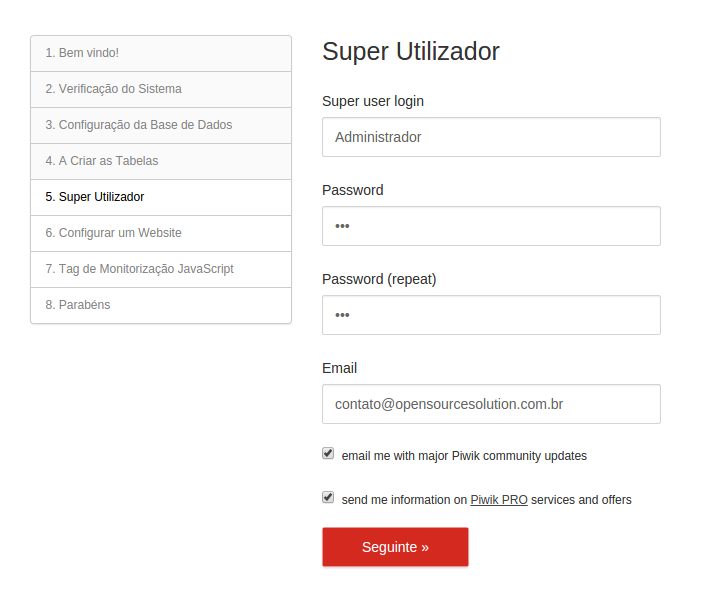 1. Bem vindo!
2. Verificação do Sistema
3. Configuração da Base de Dados
4. A Criar as Tabelas
5. Super Utilizador
6. Configurar um Website
7. Tag de Monitorização JavaScript
8. Parabéns
Super Utilizador
Super user login
Administrador
Password
•••
Password (repeat)
•••
Email
contato@opensourcesolution.com.br
email me with major Piwik community updates
send me information on Piwik PRO services and offers
Seguinte »